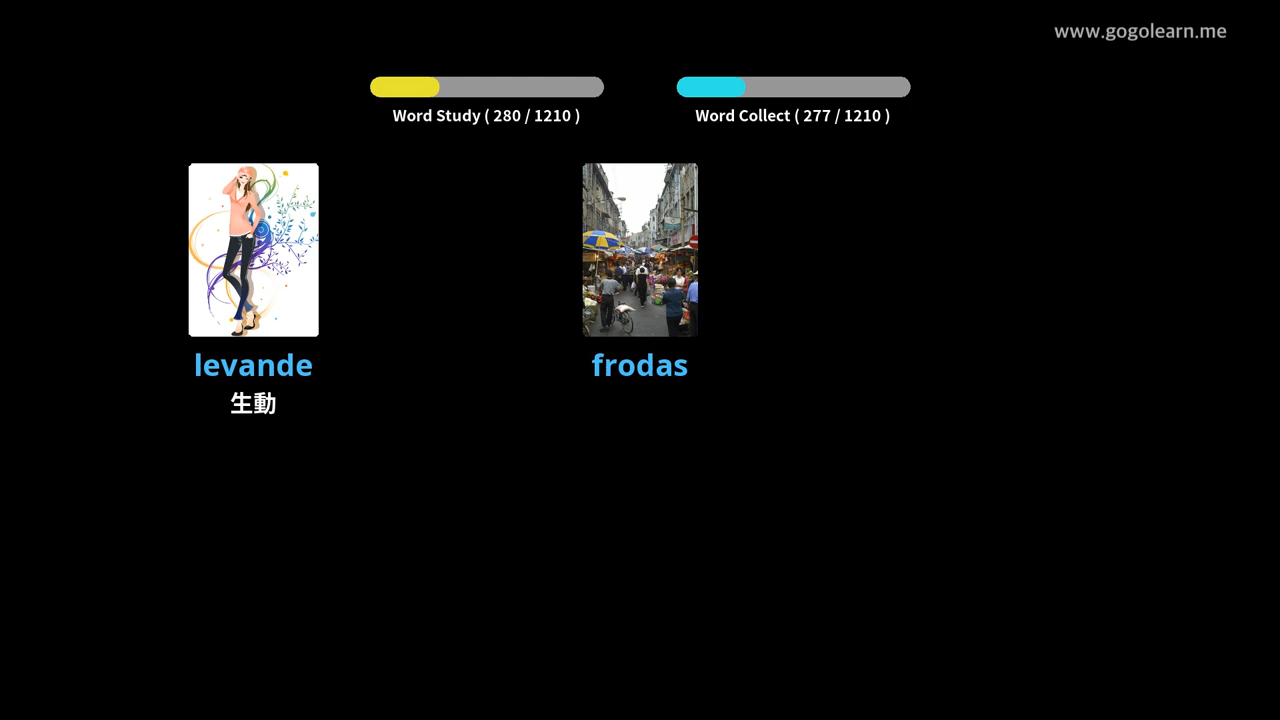 www.gogolearn.me
Word Study ( 280 / 1210 )
Word Collect ( 277 / 1210 )
levande
生動
frodas